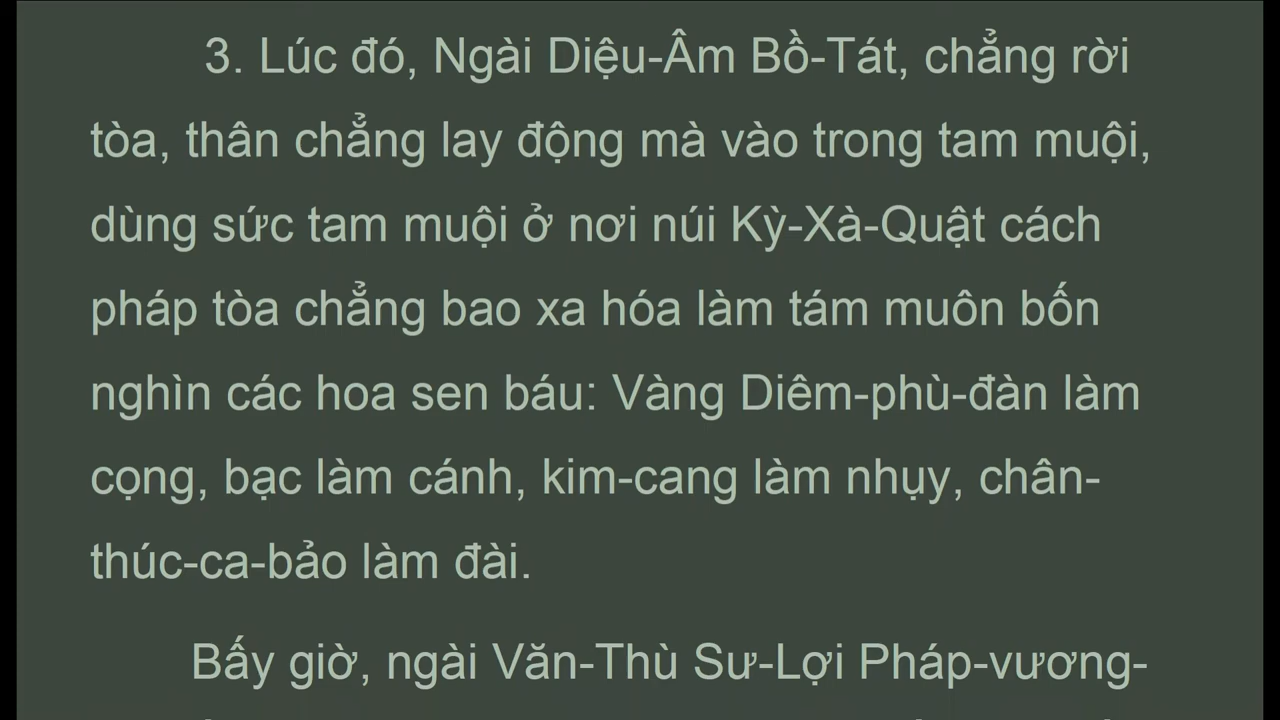 3. Lúc đó, Ngài Diệu-Âm Bồ-Tát, chẳng rời
tòa, thân chẳng lay động mà vào trong tam muội,
dùng sức tam muội ở nơi núi Kỳ-Xà-Quật cách
pháp tòa chẳng bao xa hóa làm tám muôn bốn
nghìn các hoa sen báu: Vàng Diêm-phù-đàn làm
cọng, bạc làm cánh, kim-cang làm nhụy, chân-
thúc-ca-bảo làm đài.
Bấy giờ, ngài Văn-Thù Sư-Lợi Pháp-vương-